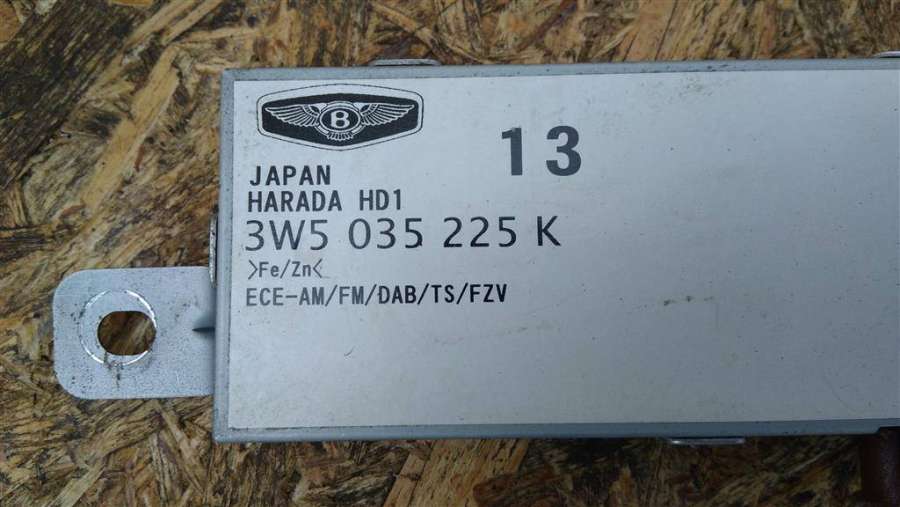 B
13
JAPAN
HARADA HD1
3W5 035 225 K
>Fe/Zn<
ECE-AM/FM/DAB/TS/FZV